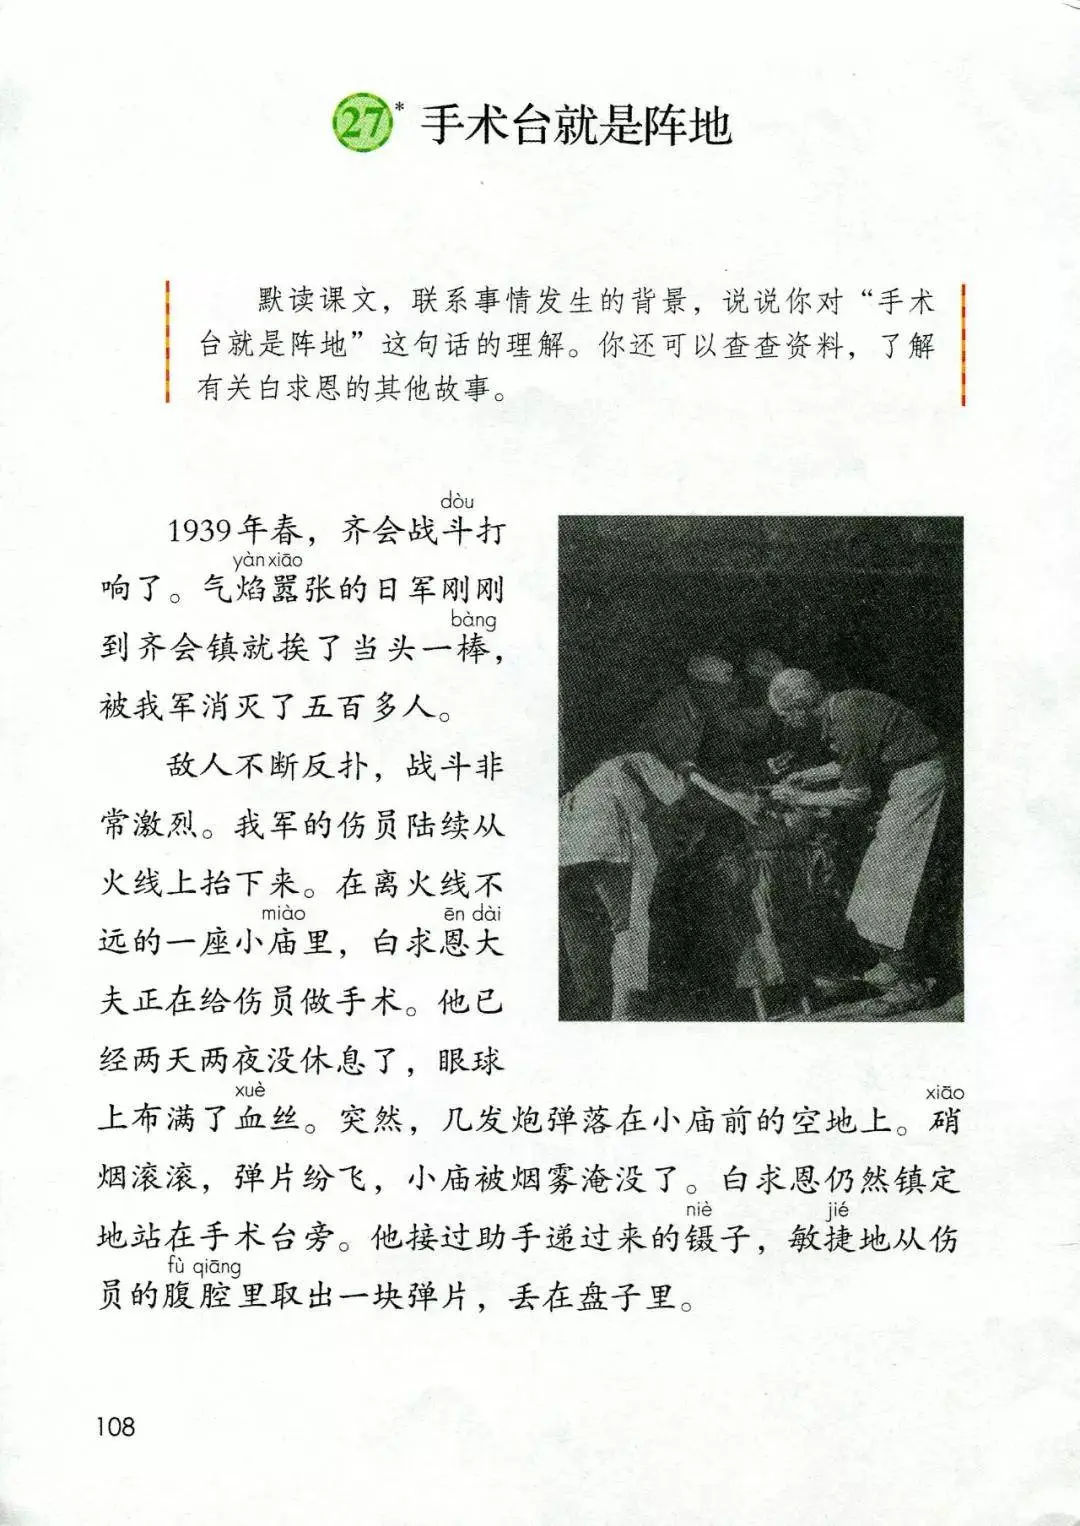 27* 手术台就是阵地
默读课文，联系事情发生的背景，说说你对“手术
台就是阵地”这句话的理解。你还可以查查资料，了解
有关白求恩的其他故事。
dòu
1939年春，齐会战斗打
yàn xiāo
响了。气焰嚣张的日军刚刚
bàng
到齐会镇就挨了当头一棒，
被我军消灭了五百多人。
敌人不断反扑，战斗非
常激烈。我军的伤员陆续从
火线上抬下来。在离火线不
miào ēn dài
远的一座小庙里，白求恩大
夫正在给伤员做手术。他已
经两天两夜没休息了，眼球
xuè xiāo
上布满了血丝。突然，几发炮弹落在小庙前的空地上。硝
烟滚滚，弹片纷飞，小庙被烟雾淹没了。白求恩仍然镇定
niè jié
地站在手术台旁。他接过助手递过来的镊子，敏捷地从伤
fù qiāng
员的腹腔里取出一块弹片，丢在盘子里。
108